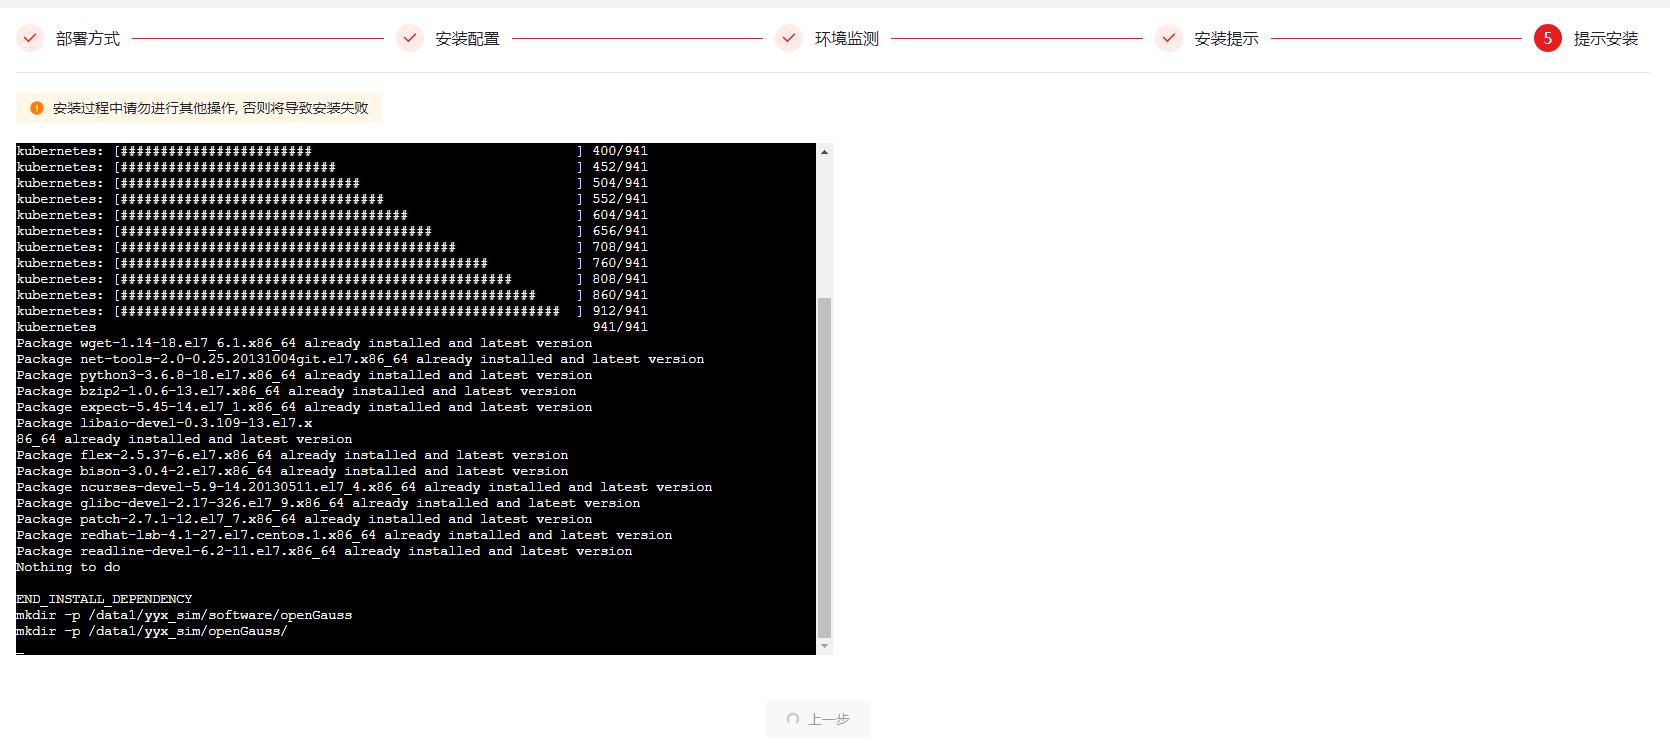 部署方式 安装配置 环境监测 安装提示 5 提示安装
安装过程中请勿进行其他操作, 否则将导致安装失败
kubernetes: [######################## ] 400/941
kubernetes: [########################### ] 452/941
kubernetes: [############################## ] 504/941
kubernetes: [################################# ] 552/941
kubernetes: [#################################### ] 604/941
kubernetes: [####################################### ] 656/941
kubernetes: [########################################## ] 708/941
kubernetes: [############################################## ] 760/941
kubernetes: [################################################# ] 808/941
kubernetes: [#################################################### ] 860/941
kubernetes: [####################################################### ] 912/941
kubernetes 941/941
Package wget-1.14-18.el7_6.1.x86_64 already installed and latest version
Package net-tools-2.0-0.25.20131004git.el7.x86_64 already installed and latest version
Package python3-3.6.8-18.el7.x86_64 already installed and latest version
Package bzip2-1.0.6-13.el7.x86_64 already installed and latest version
Package expect-5.45-14.el7_1.x86_64 already installed and latest version
Package libaio-devel-0.3.109-13.el7.x
86_64 already installed and latest version
Package flex-2.5.37-6.el7.x86_64 already installed and latest version
Package bison-3.0.4-2.el7.x86_64 already installed and latest version
Package ncurses-devel-5.9-14.20130511.el7_4.x86_64 already installed and latest version
Package glibc-devel-2.17-326.el7_9.x86_64 already installed and latest version
Package patch-2.7.1-12.el7_7.x86_64 already installed and latest version
Package redhat-lsb-4.1-27.el7.centos.1.x86_64 already installed and latest version
Package readline-devel-6.2-11.el7.x86_64 already installed and latest version
Nothing to do
END_INSTALL_DEPENDENCY
mkdir -p /data1/yyx_sim/software/openGauss
mkdir -p /data1/yyx_sim/openGauss/
上一步